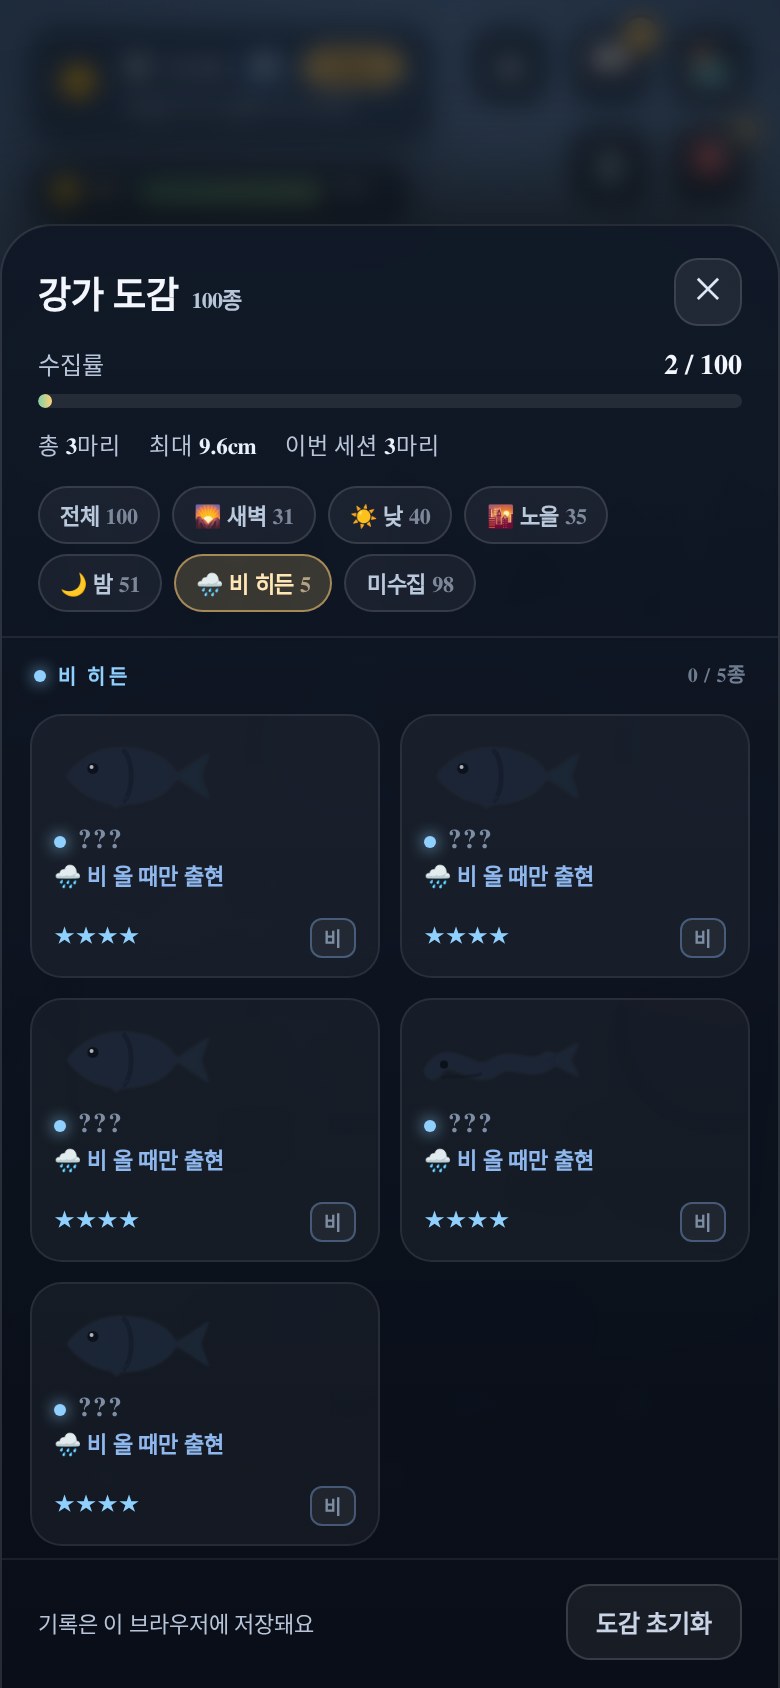 강가 도감 100종
수집률 2 / 100
총 3마리 최대 9.6cm 이번 세션 3마리
전체 100 새벽 31 낮 40 노을 35
밤 51 비 히든 5 미수집 98
비 히든 0 / 5종
??? ???
비 올 때만 출현 비 올 때만 출현
★★★★ 비 ★★★★ 비
??? ???
비 올 때만 출현 비 올 때만 출현
★★★★ 비 ★★★★ 비
???
비 올 때만 출현
★★★★ 비
기록은 이 브라우저에 저장돼요 도감 초기화